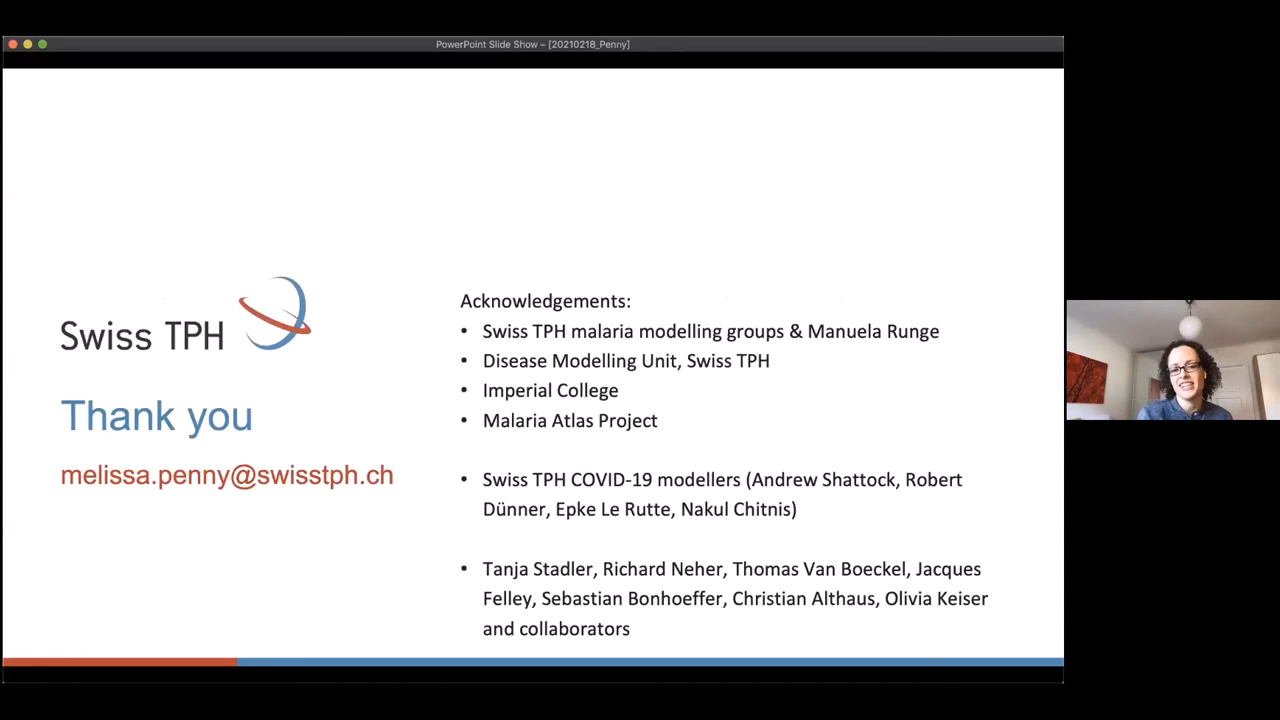 PowerPoint Slide Show – [20210218_Penny]
Swiss TPH
Thank you
melissa.penny@swisstph.ch
Acknowledgements:
• Swiss TPH malaria modelling groups & Manuela Runge
• Disease Modelling Unit, Swiss TPH
• Imperial College
• Malaria Atlas Project
• Swiss TPH COVID-19 modellers (Andrew Shattock, Robert
Dünner, Epke Le Rutte, Nakul Chitnis)
• Tanja Stadler, Richard Neher, Thomas Van Boeckel, Jacques
Felley, Sebastian Bonhoeffer, Christian Althaus, Olivia Keiser
and collaborators